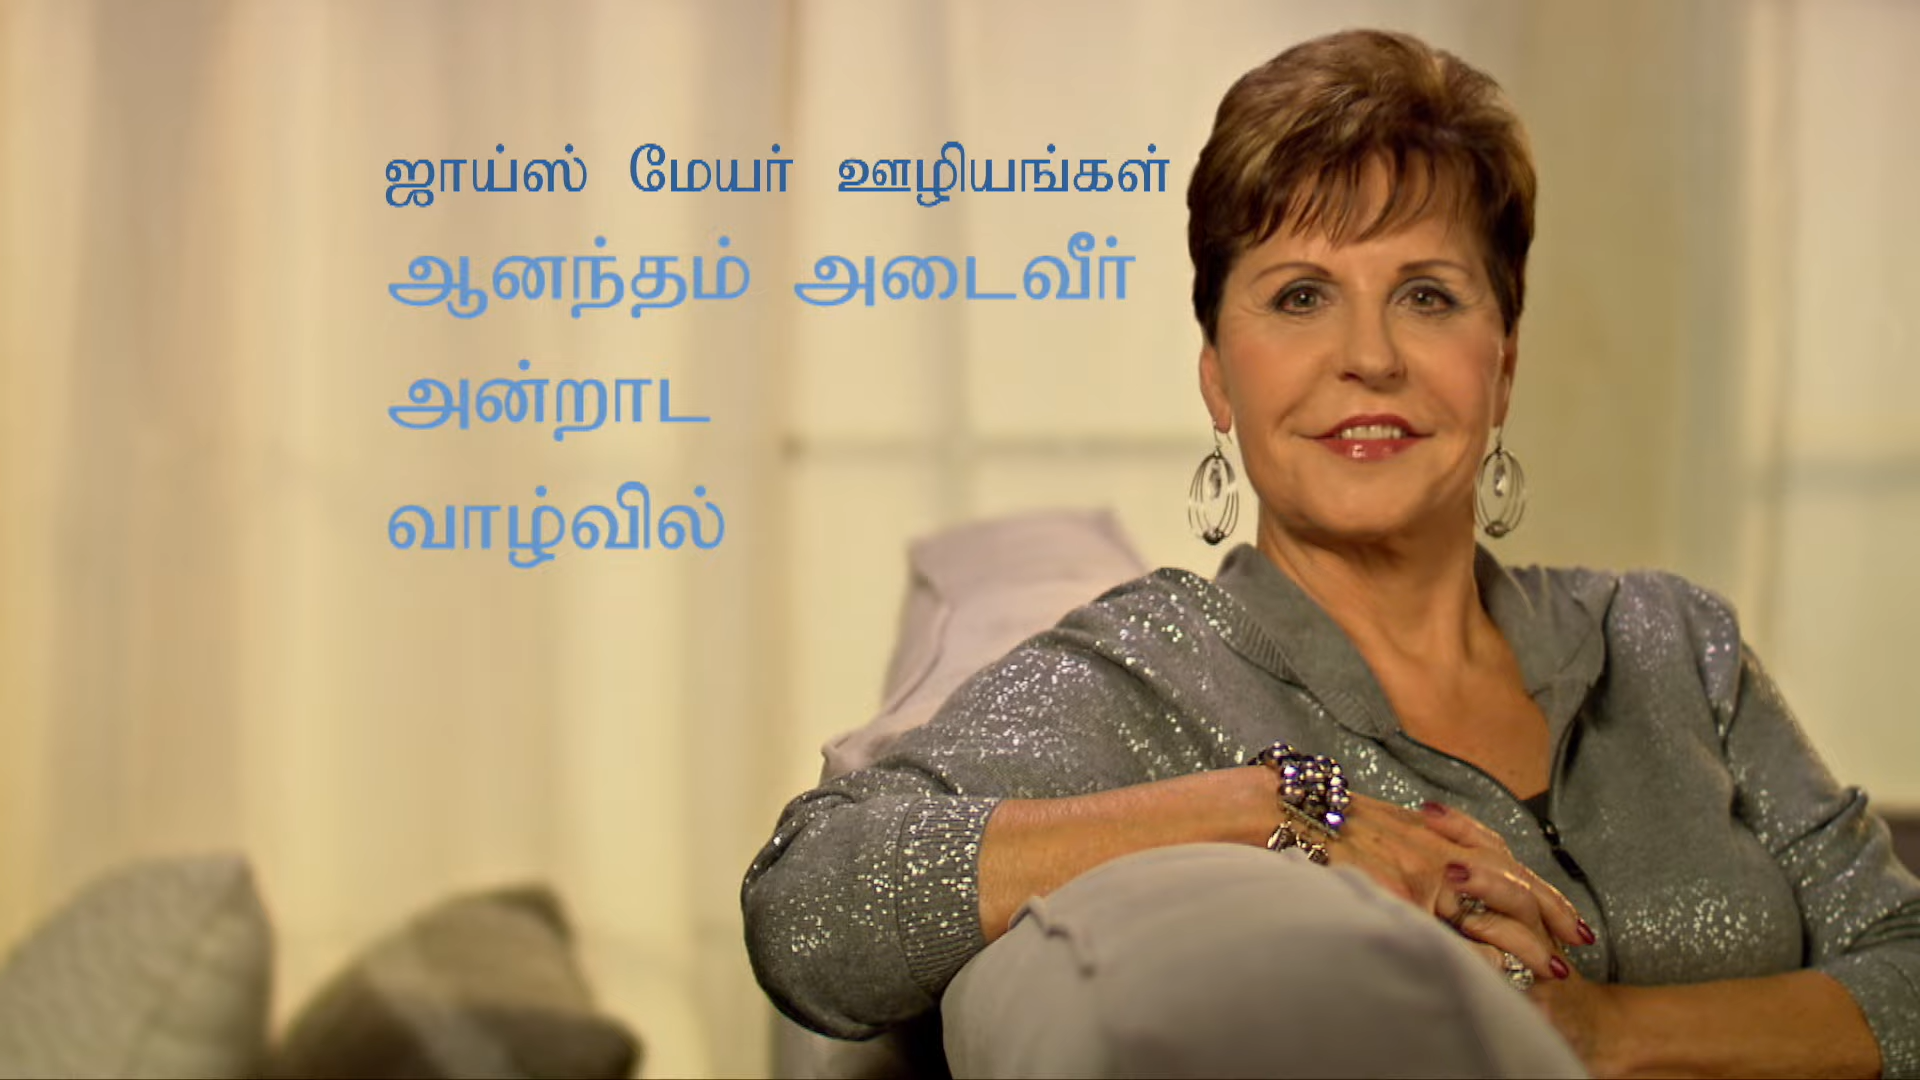 ஜாய்ஸ் மேயர் ஊழியங்கள்
ஆனந்தம் அடைவீர்
அன்றாட
வாழ்வில்